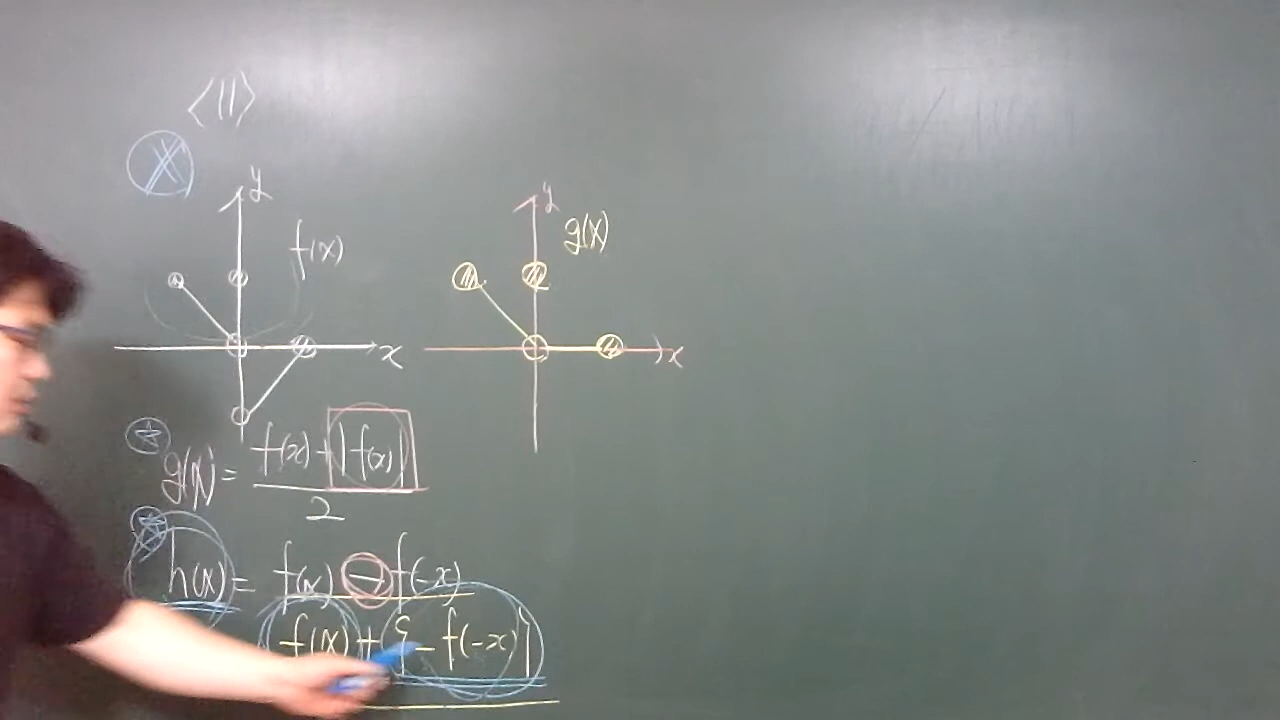 <11>
X
y
f(x)
x
y
g(x)
x
g(x) = f(x) + |f(x)|
2
h(x) = f(x) - f(-x)
f(x) + { - f(-x) }